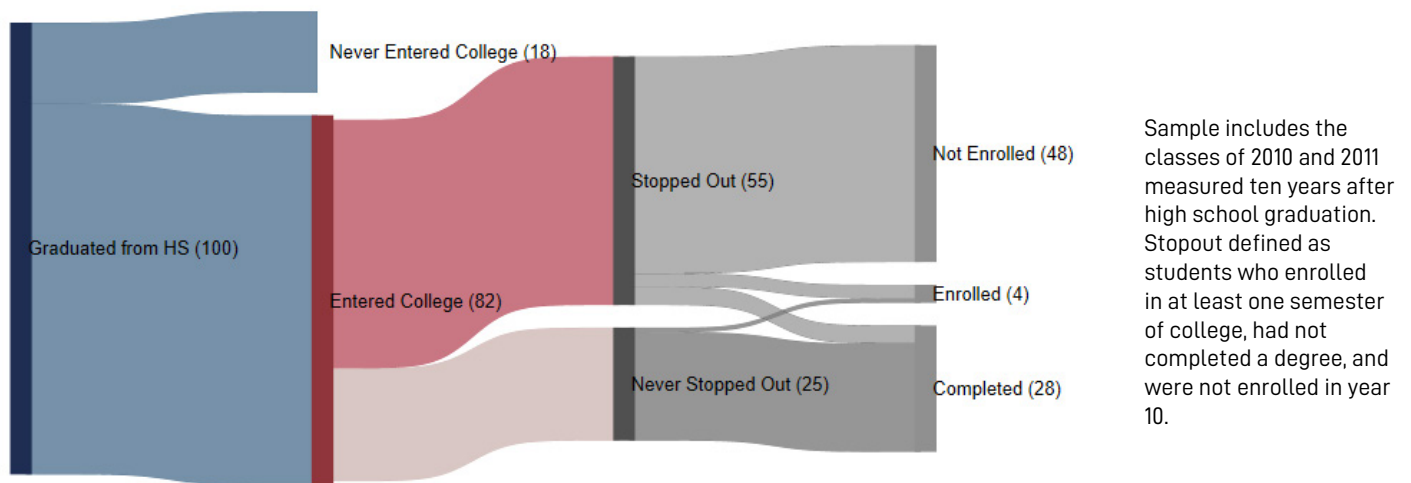 Never Entered College (18)
Graduated from HS (100)
Entered College (82)
Stopped Out (55)
Never Stopped Out (25)
Not Enrolled (48)
Enrolled (4)
Completed (28)
Sample includes the
classes of 2010 and 2011
measured ten years after
high school graduation.
Stopout defined as
students who enrolled
in at least one semester
of college, had not
completed a degree, and
were not enrolled in year
10.